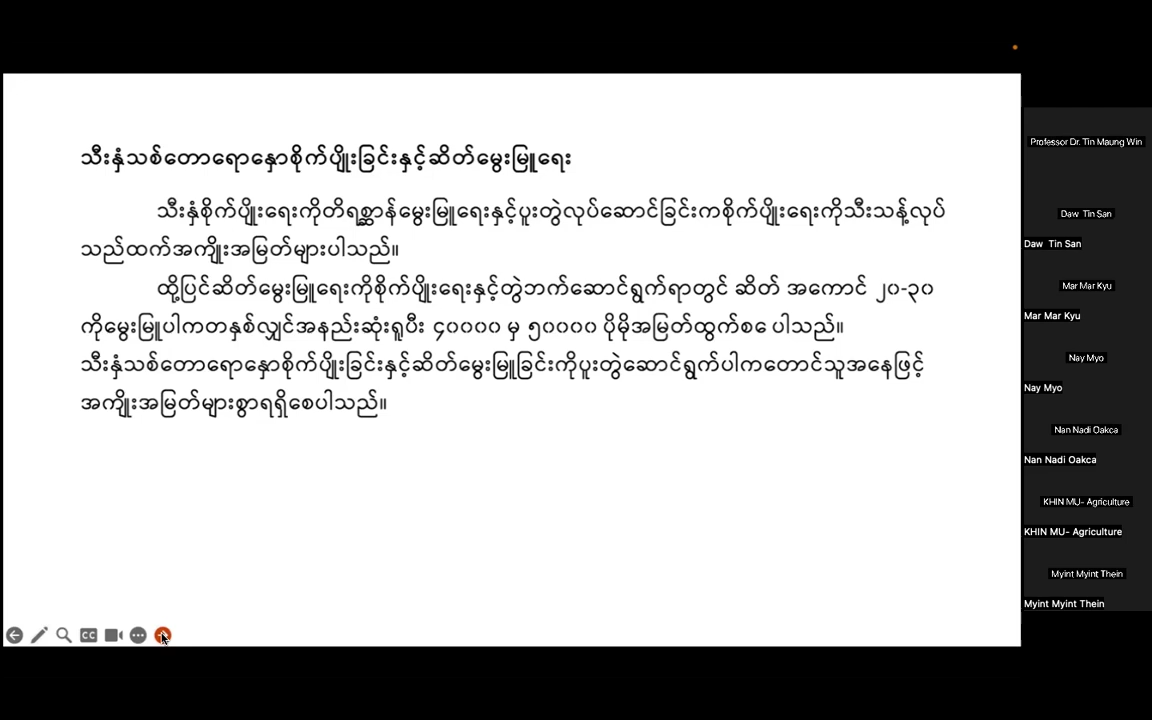 သီးနှံသစ်တောရောနှောစိုက်ပျိုးခြင်းနှင့်ဆိတ်မွေးမြူရေး
သီးနှံစိုက်ပျိုးရေးကိုတိရစ္ဆာန်မွေးမြူရေးနှင့်ပူးတွဲလုပ်ဆောင်ခြင်းကစိုက်ပျိုးရေးကိုသီးသန့်လုပ်
သည်ထက်အကျိုးအမြတ်များပါသည်။
ထို့ပြင်ဆိတ်မွေးမြူရေးကိုစိုက်ပျိုးရေးနှင့်တွဲဘက်ဆောင်ရွက်ရာတွင် ဆိတ် အကောင် ၂၀-၃၀
ကိုမွေးမြူပါကတနှစ်လျှင်အနည်းဆုံးရူပီး ၄၀၀၀၀ မှ ၅၀၀၀၀ ပိုမိုအမြတ်ထွက်စေ ပါသည်။
သီးနှံသစ်တောရောနှောစိုက်ပျိုးခြင်းနှင့်ဆိတ်မွေးမြူခြင်းကိုပူးတွဲဆောင်ရွက်ပါကတောင်သူအနေဖြင့်
အကျိုးအမြတ်များစွာရရှိစေပါသည်။
Professor Dr. Tin Maung Win
Daw Tin San
Daw Tin San
Mar Mar Kyu
Mar Mar Kyu
Nay Myo
Nay Myo
Nan Nadi Oakca
Nan Nadi Oakca
KHIN MU- Agriculture
KHIN MU- Agriculture
Myint Myint Thein
Myint Myint Thein
CC